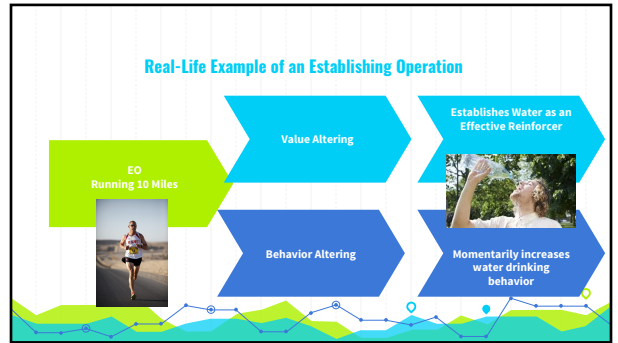 Real-Life Example of an Establishing Operation
EO
Running 10 Miles
Value Altering
Establishes Water as an
Effective Reinforcer
Behavior Altering
Momentarily increases
water drinking
behavior